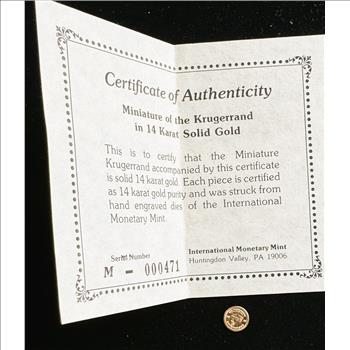 Certificate of Authenticity
Miniature of the Krugerrand
in 14 Karat Solid Gold
This is to certify that the Miniature
Krugerrand accompanied by this certificate
is solid 14 karat gold. Each piece is certified
as 14 karat gold purity and was struck from
hand engraved dies of the International
Monetary Mint.
Serial Number
M - 000471
International Monetary Mint
Huntingdon Valley, PA 19006